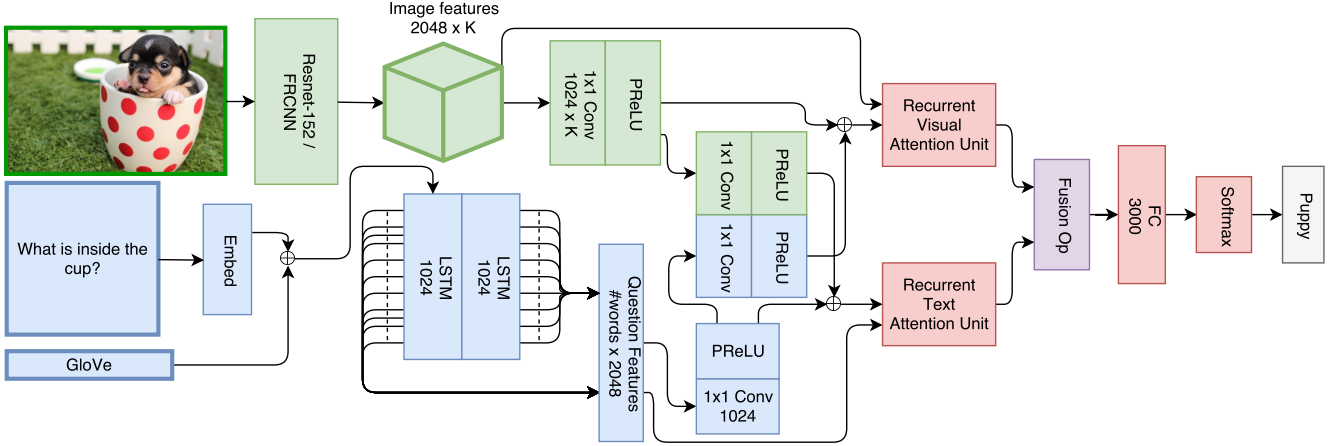 Image features
2048 x K
Resnet-152 /
FRCNN
1x1 Conv
1024 x K
PReLU
1x1 Conv
PReLU
1x1 Conv
PReLU
What is inside the
cup?
Embed
GloVe
LSTM
1024
LSTM
1024
Question Features
#words x 2048
PReLU
1x1 Conv
1024
Recurrent
Visual
Attention Unit
Recurrent
Text
Attention Unit
Fusion Op
FC
3000
Softmax
Puppy